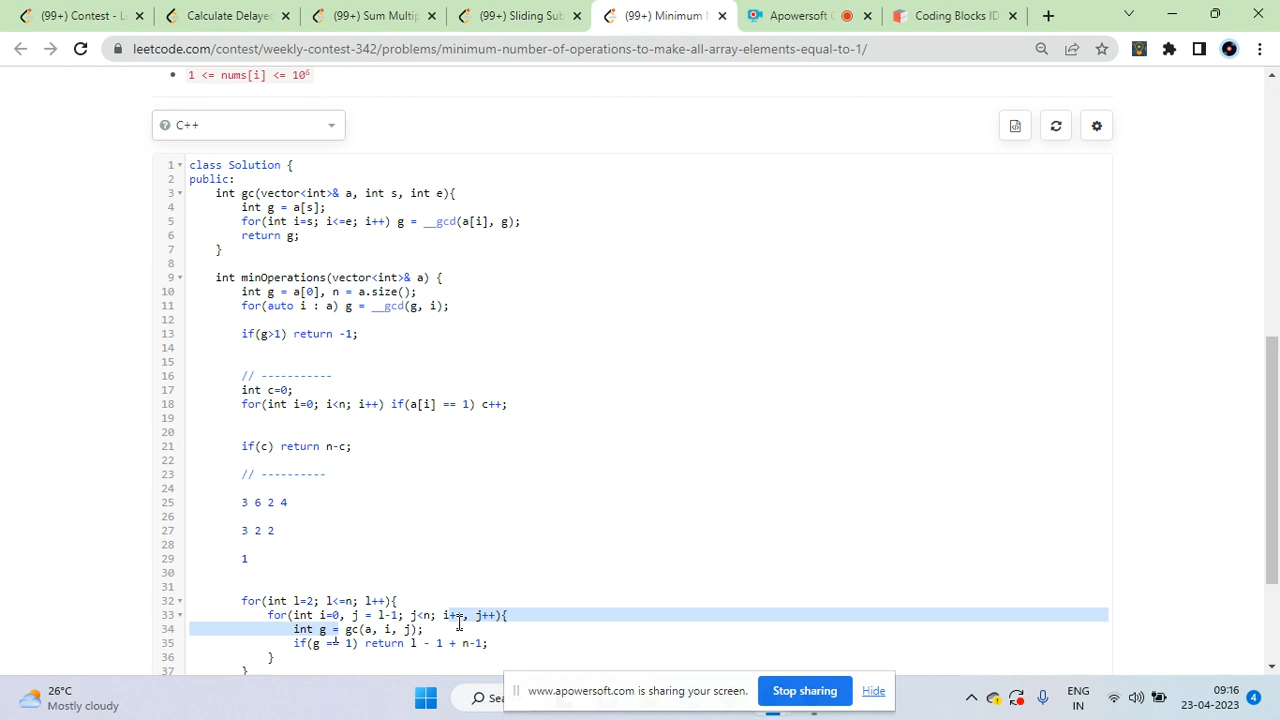 (99+) Contest - L
Calculate Delayed
(99+) Sum Multip
(99+) Sliding Sub
(99+) Minimum N
Apowersoft
Coding Blocks ID
leetcode.com/contest/weekly-contest-342/problems/minimum-number-of-operations-to-make-all-array-elements-equal-to-1/
1 <= nums[i] <= 10^6
C++
1 class Solution {
2 public:
3 int gc(vector<int>& a, int s, int e){
4 int g = a[s];
5 for(int i=s; i<=e; i++) g = __gcd(a[i], g);
6 return g;
7 }
8
9 int minOperations(vector<int>& a) {
10 int g = a[0], n = a.size();
11 for(auto i : a) g = __gcd(g, i);
12
13 if(g>1) return -1;
14
15
16 // -----------
17 int c=0;
18 for(int i=0; i<n; i++) if(a[i] == 1) c++;
19
20
21 if(c) return n-c;
22
23 // ----------
24
25 3 6 2 4
26
27 3 2 2
28
29 1
30
31
32 for(int l=2; l<=n; l++){
33 for(int i=0, j = l-1; j<n; i++, j++){
34 int g = gc(a, i, j);
35 if(g == 1) return l - 1 + n-1;
36 }
37 }
www.apowersoft.com is sharing your screen.
Stop sharing
Hide
26°C
Mostly cloudy
Sea
ENG
IN
09:16
23-04-2023
4